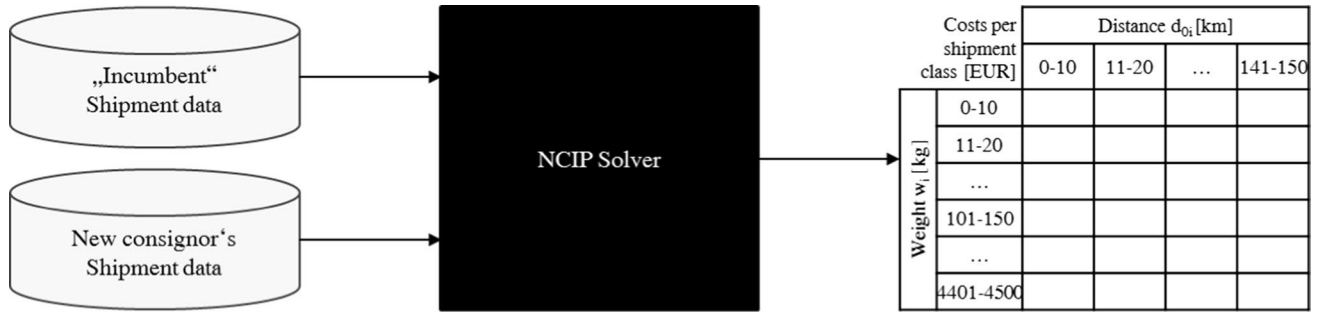 „Incumbent“
Shipment data
New consignor‘s
Shipment data
NCIP Solver
Costs per
shipment
class [EUR]
Distance d0i [km]
0-10 11-20 … 141-150
Weight wi [kg]
0-10
11-20
…
101-150
…
4401-4500